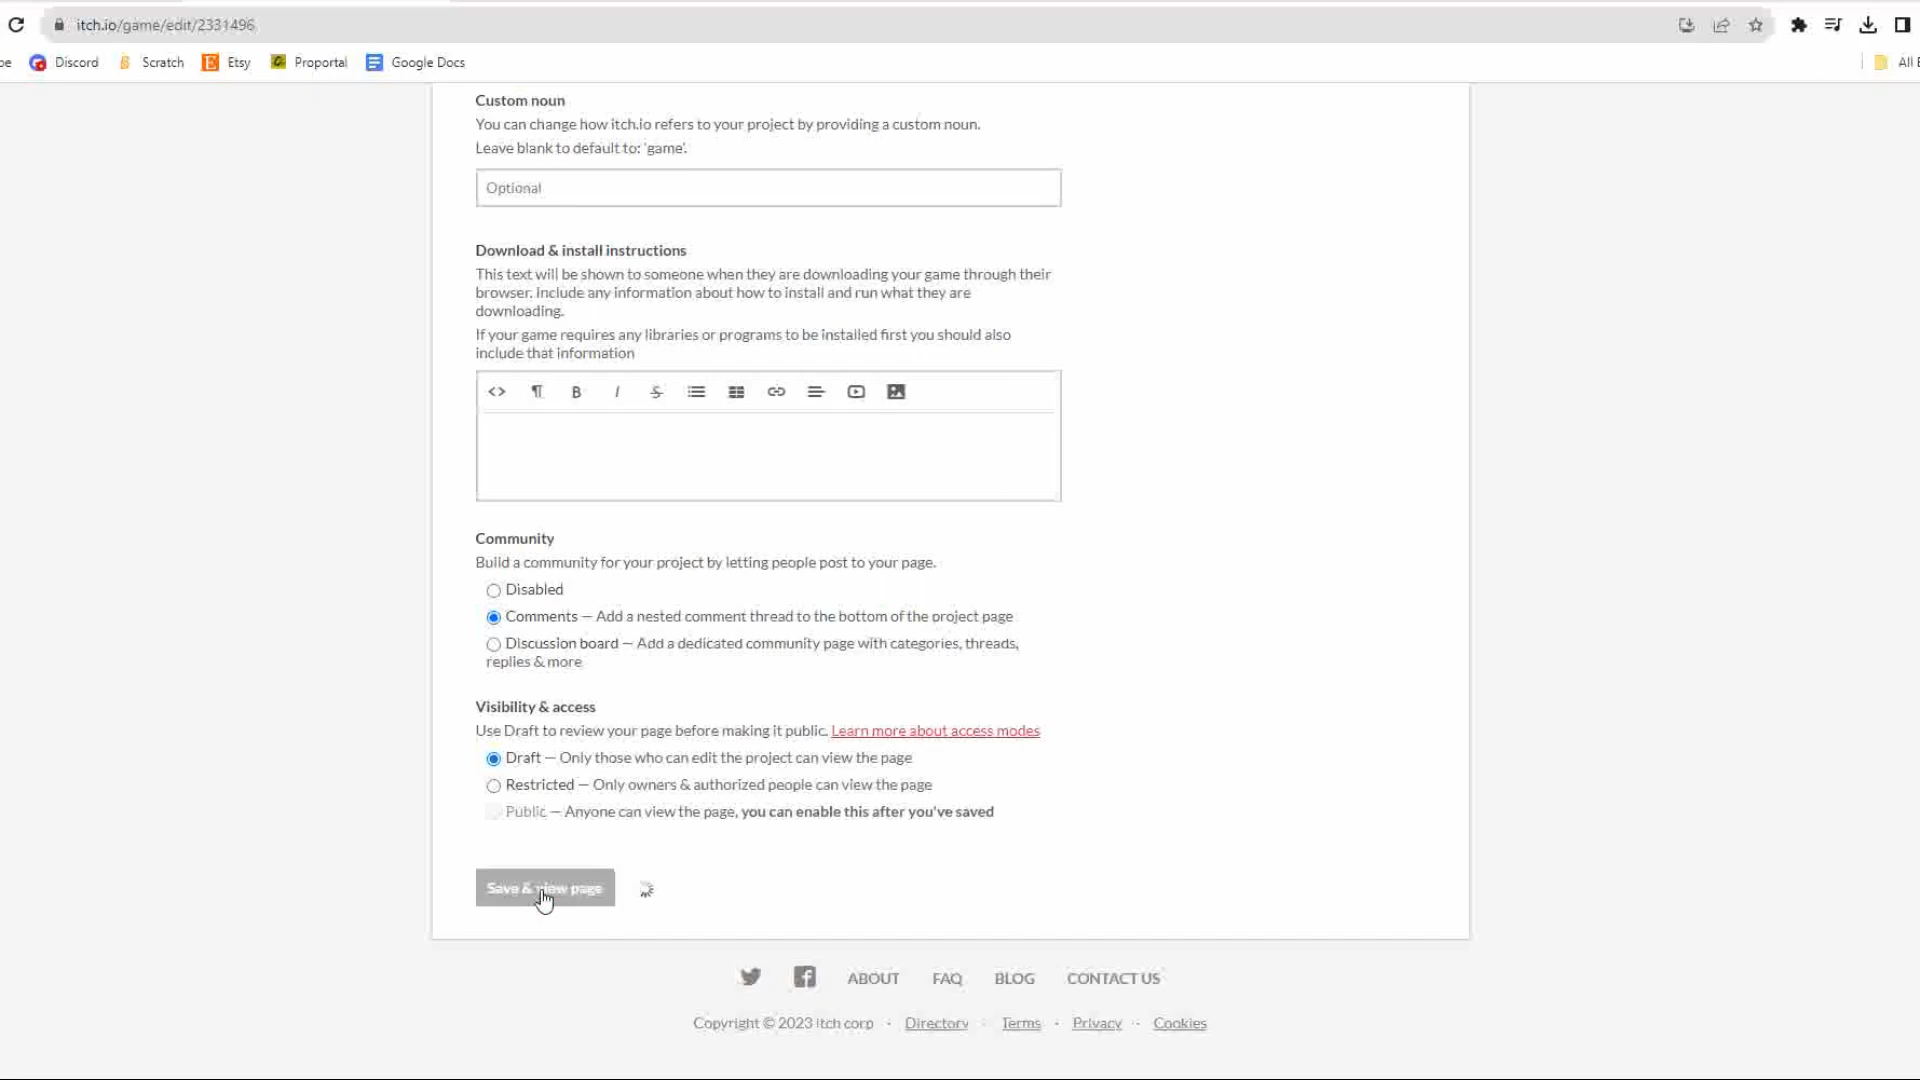 itch.io/game/edit/2331496
be Discord Scratch Etsy Proportal Google Docs All B
Custom noun
You can change how itch.io refers to your project by providing a custom noun.
Leave blank to default to: 'game'.
Optional
Download & install instructions
This text will be shown to someone when they are downloading your game through their
browser. Include any information about how to install and run what they are
downloading.
If your game requires any libraries or programs to be installed first you should also
include that information
Community
Build a community for your project by letting people post to your page.
Disabled
Comments — Add a nested comment thread to the bottom of the project page
Discussion board — Add a dedicated community page with categories, threads,
replies & more
Visibility & access
Use Draft to review your page before making it public. Learn more about access modes
Draft — Only those who can edit the project can view the page
Restricted — Only owners & authorized people can view the page
Public — Anyone can view the page, you can enable this after you've saved
Save & view page
ABOUT FAQ BLOG CONTACT US
Copyright © 2023 itch corp · Directory · Terms · Privacy · Cookies